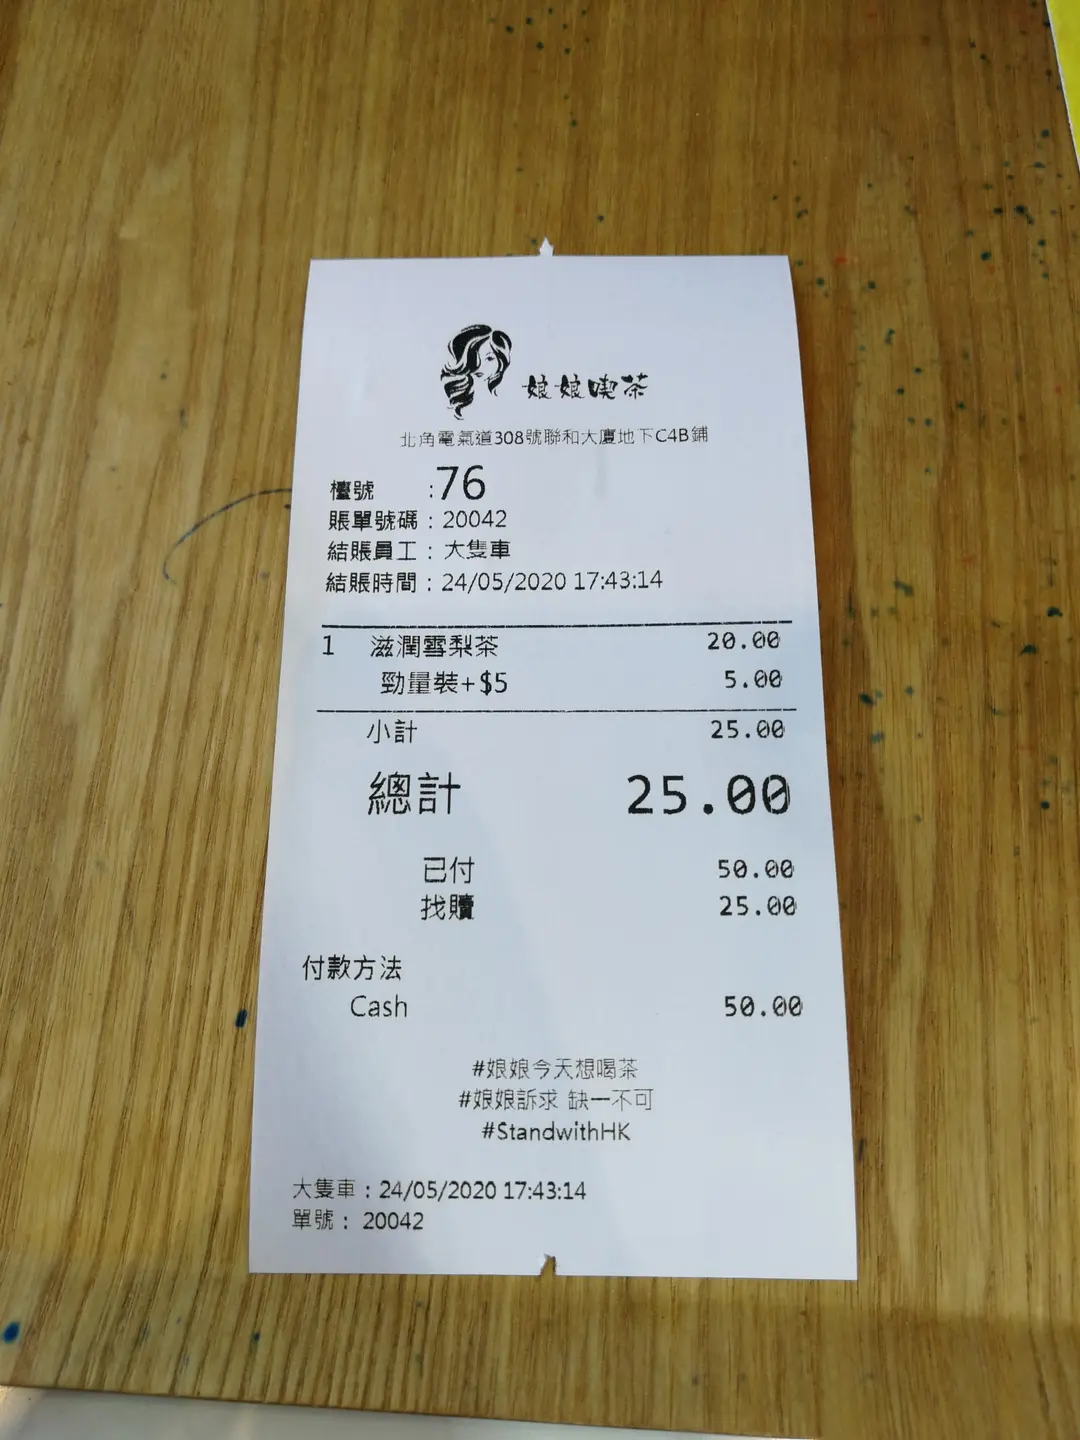 娘娘喫茶
北角電氣道308號聯和大廈地下C4B鋪
檯號 :76
賬單號碼 : 20042
結賬員工 : 大隻車
結賬時間 : 24/05/2020 17:43:14
1 滋潤雪梨茶 20.00
勁量裝+$5 5.00
小計 25.00
總計 25.00
已付 50.00
找贖 25.00
付款方法
Cash 50.00
#娘娘今天想喝茶
#娘娘訴求 缺一不可
#StandwithHK
大隻車 : 24/05/2020 17:43:14
單號 : 20042